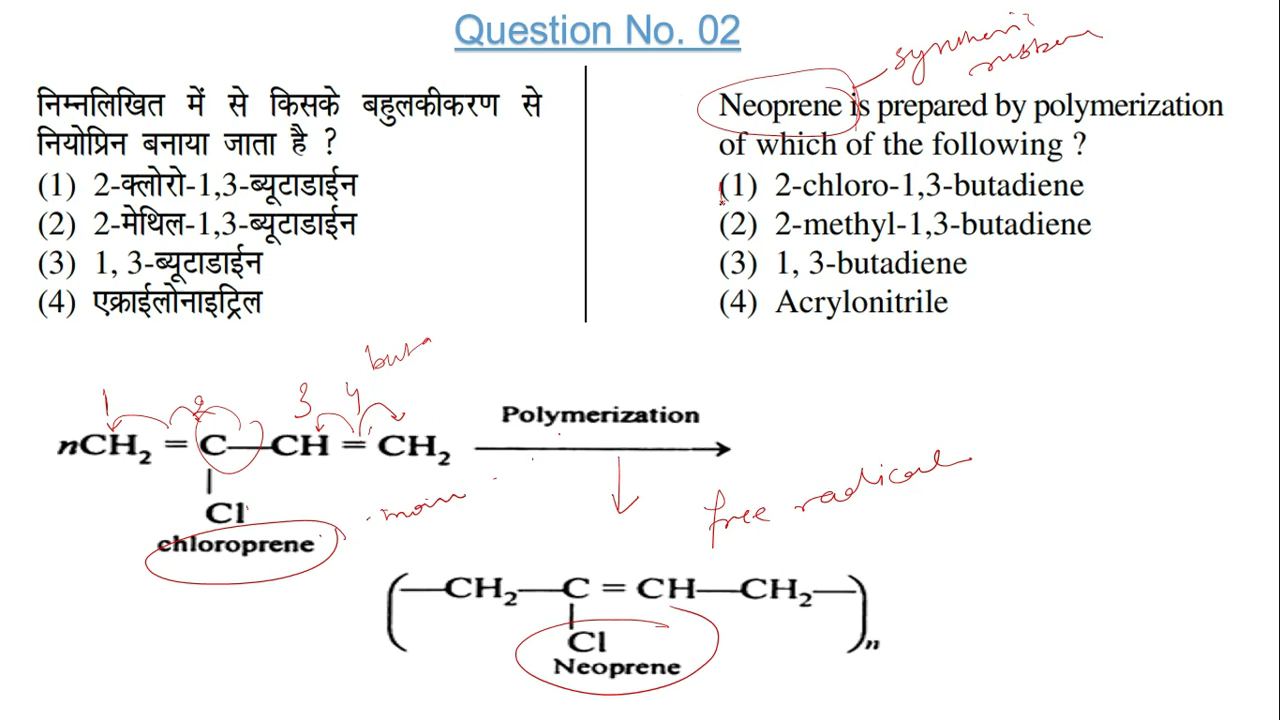 Question No. 02
निम्नलिखित में से किसके बहुलकीकरण से
नियोप्रिन बनाया जाता है ?
(1) 2-क्लोरो-1,3-ब्यूटाडाईन
(2) 2-मेथिल-1,3-ब्यूटाडाईन
(3) 1, 3-ब्यूटाडाईन
(4) एक्राईलोनाइट्रिल
Neoprene is prepared by polymerization
of which of the following ?
(1) 2-chloro-1,3-butadiene
(2) 2-methyl-1,3-butadiene
(3) 1, 3-butadiene
(4) Acrylonitrile
1 2 3 4
nCH₂ = C—CH = CH₂
Cl
chloroprene
Polymerization
free radical
(—CH₂—C = CH—CH₂—)n
Cl
Neoprene